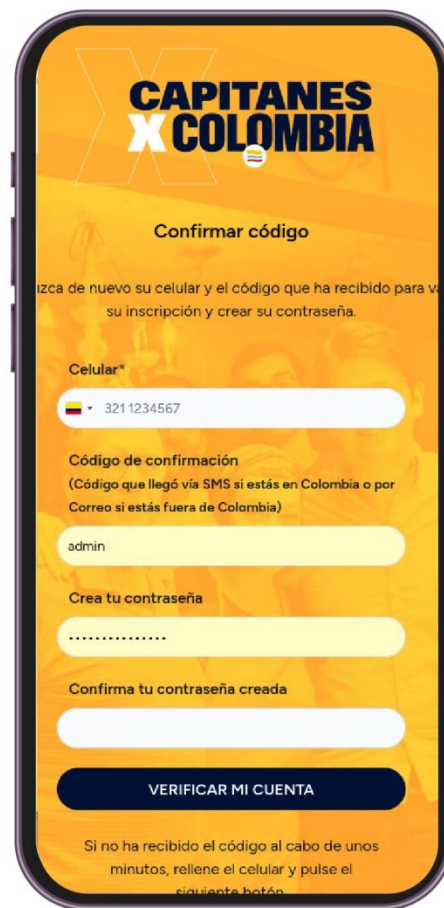 CAPITANES
X COLOMBIA
Confirmar código
de nuevo su celular y el código que ha recibido para
su inscripción y crear su contraseña.
Celular*
321 1234567
Código de confirmación
(Código que llegó vía SMS si estás en Colombia o por
Correo si estás fuera de Colombia)
admin
Crea tu contraseña
•••••••••••••••
Confirma tu contraseña creada
VERIFICAR MI CUENTA
Si no ha recibido el código al cabo de unos
minutos, rellene el celular y pulse el
siguiente botón